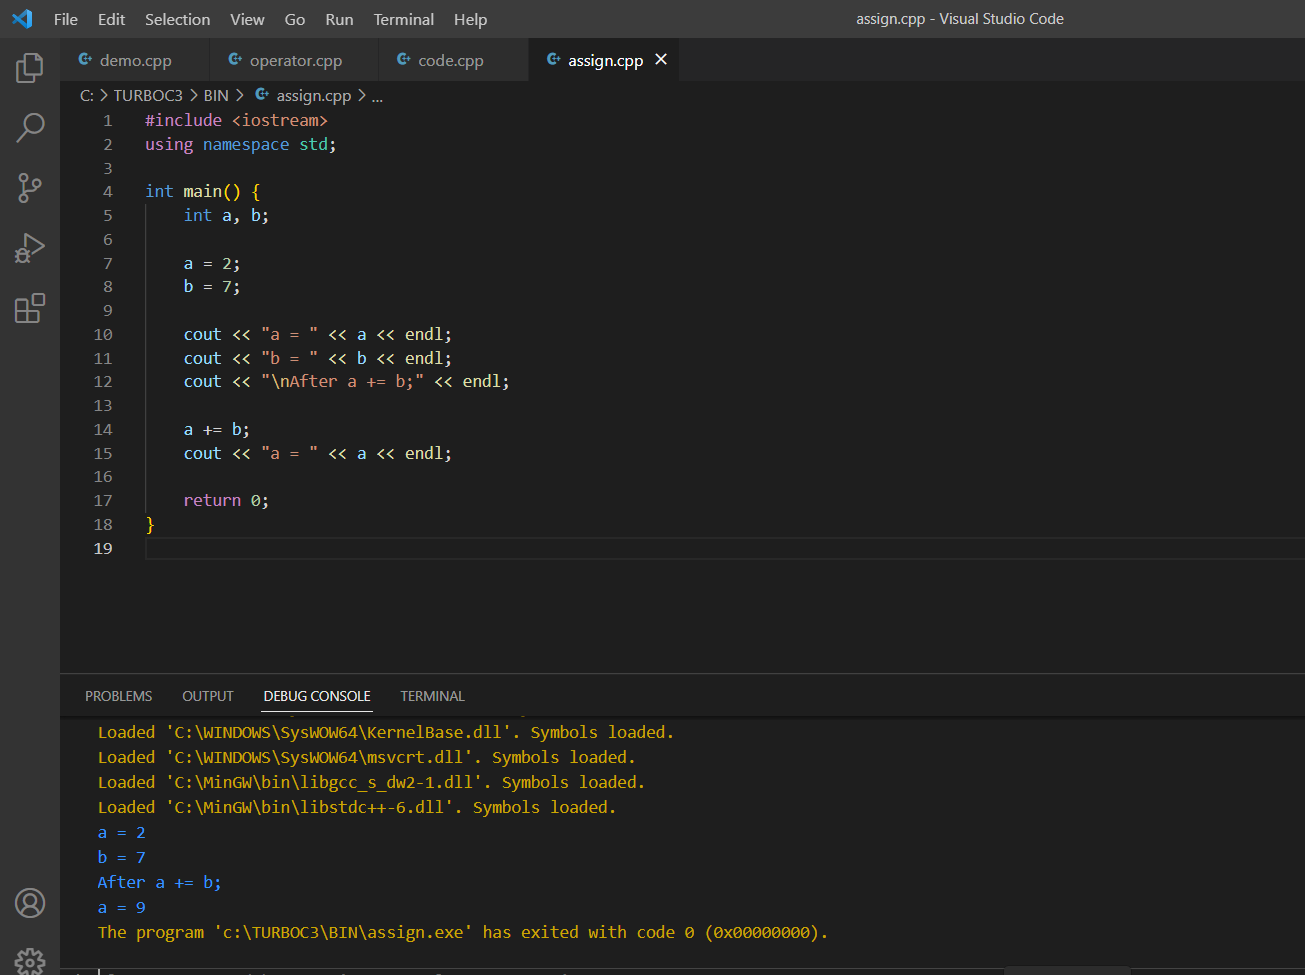 File Edit Selection View Go Run Terminal Help assign.cpp - Visual Studio Code
demo.cpp operator.cpp code.cpp assign.cpp
C: > TURBOC3 > BIN > assign.cpp > ...
1 #include <iostream>
2 using namespace std;
3
4 int main() {
5 int a, b;
6
7 a = 2;
8 b = 7;
9
10 cout << "a = " << a << endl;
11 cout << "b = " << b << endl;
12 cout << "\nAfter a += b;" << endl;
13
14 a += b;
15 cout << "a = " << a << endl;
16
17 return 0;
18 }
19
PROBLEMS OUTPUT DEBUG CONSOLE TERMINAL
Loaded 'C:\WINDOWS\SysWOW64\KernelBase.dll'. Symbols loaded.
Loaded 'C:\WINDOWS\SysWOW64\msvcrt.dll'. Symbols loaded.
Loaded 'C:\MinGW\bin\libgcc_s_dw2-1.dll'. Symbols loaded.
Loaded 'C:\MinGW\bin\libstdc++-6.dll'. Symbols loaded.
a = 2
b = 7
After a += b;
a = 9
The program 'c:\TURBOC3\BIN\assign.exe' has exited with code 0 (0x00000000).